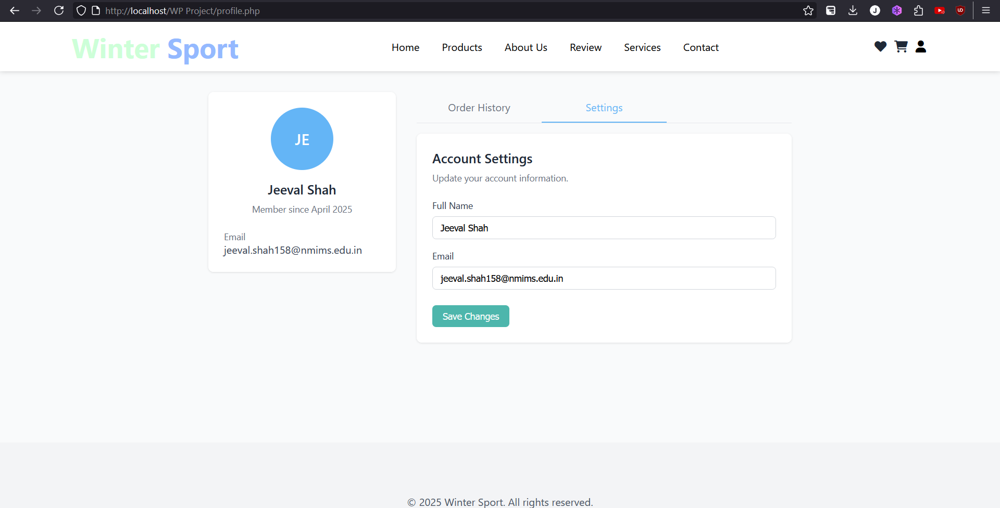 http://localhost/WP Project/profile.php
J
Winter Sport
Home
Products
About Us
Review
Services
Contact
JE
Jeeval Shah
Member since April 2025
Email
jeeval.shah158@nmims.edu.in
Order History
Settings
Account Settings
Update your account information.
Full Name
Jeeval Shah
Email
jeeval.shah158@nmims.edu.in
Save Changes
© 2025 Winter Sport. All rights reserved.